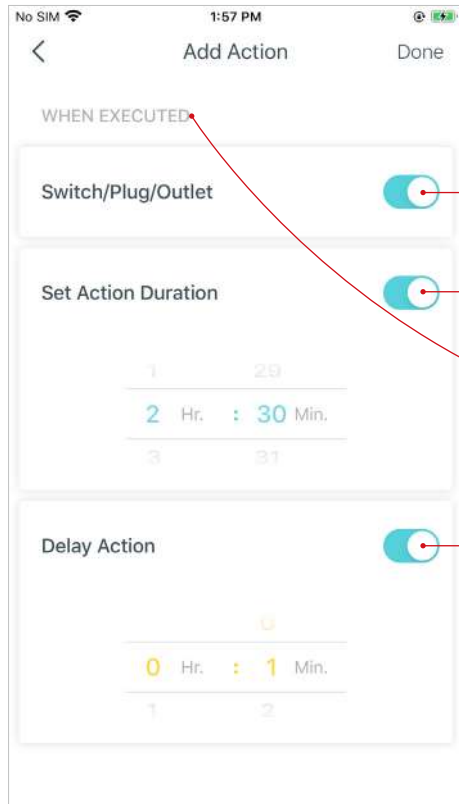 No SIM 1:57 PM
Add Action Done
WHEN EXECUTED
Switch/Plug/Outlet
Set Action Duration
1 29
2 Hr. : 30 Min.
3 31
Delay Action
0
0 Hr. : 1 Min.
1 2